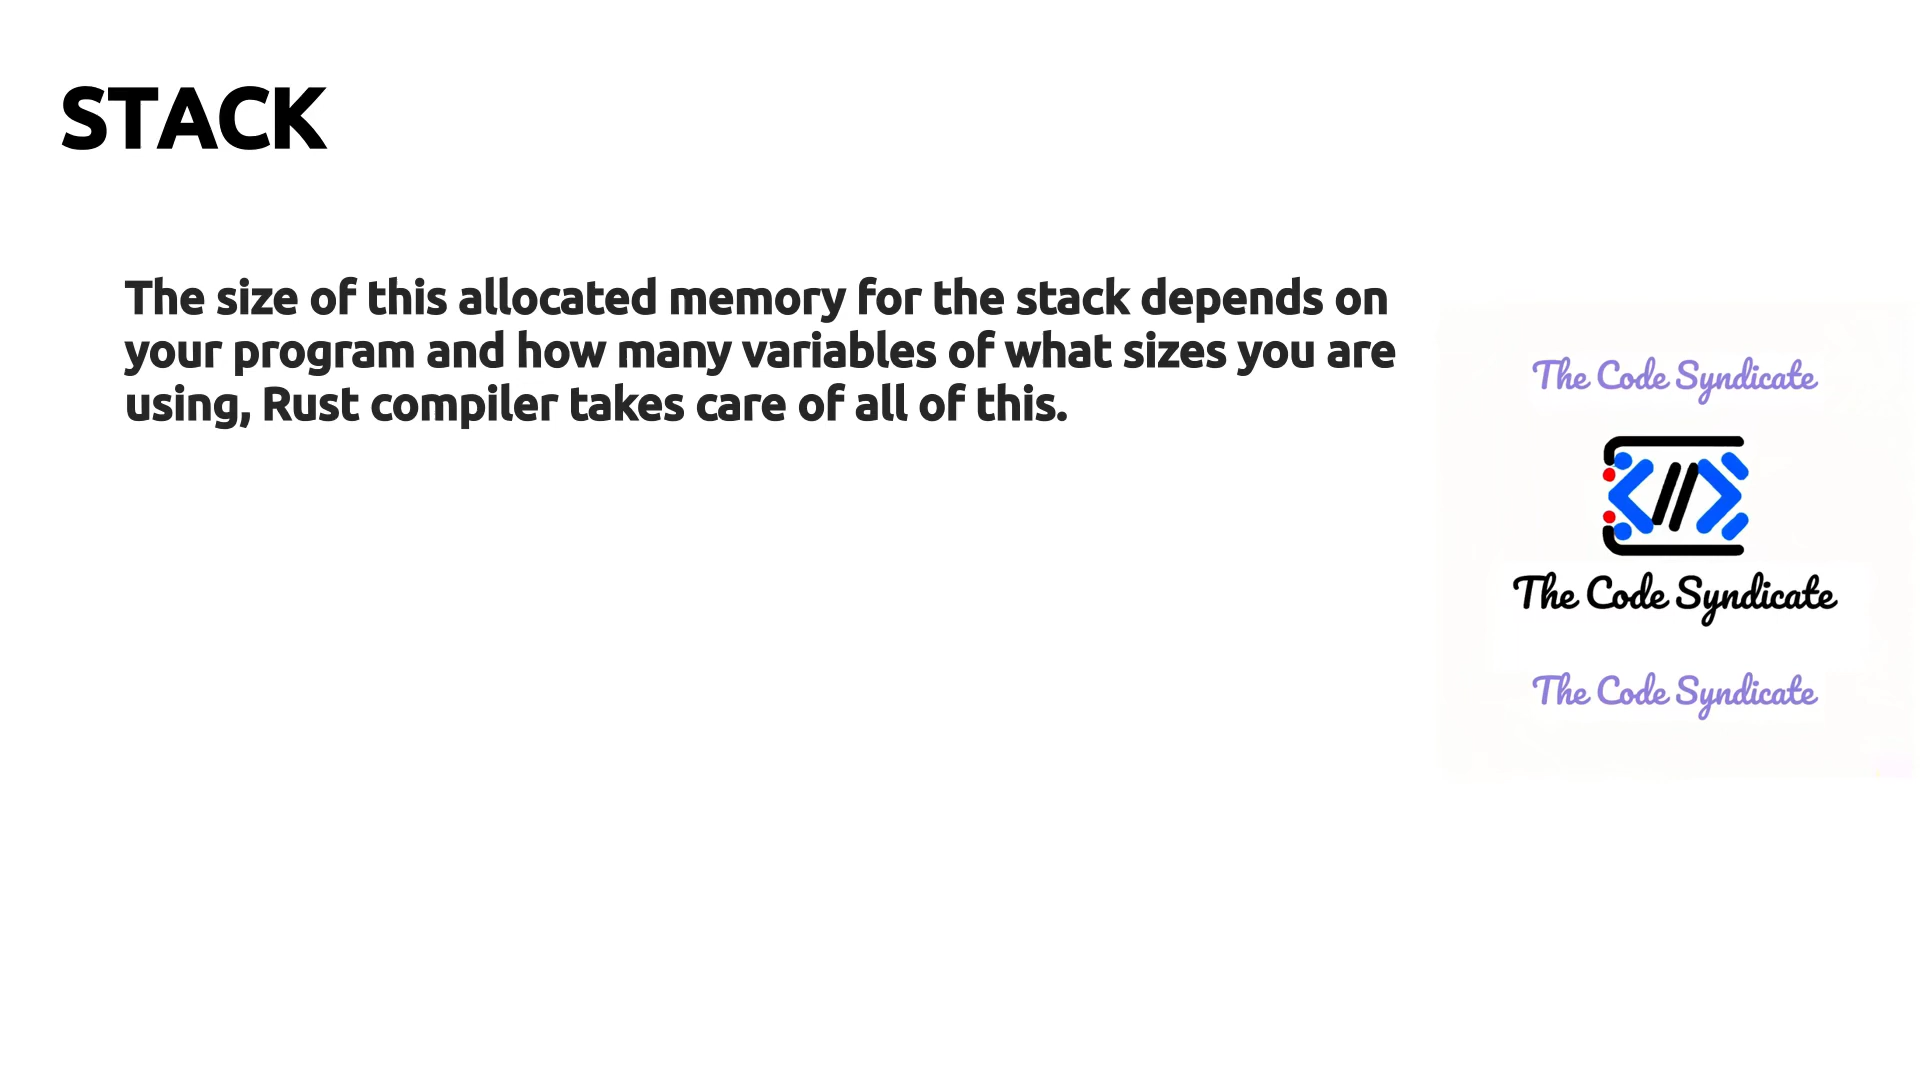 STACK
The size of this allocated memory for the stack depends on
your program and how many variables of what sizes you are
using, Rust compiler takes care of all of this.
The Code Syndicate
The Code Syndicate
The Code Syndicate